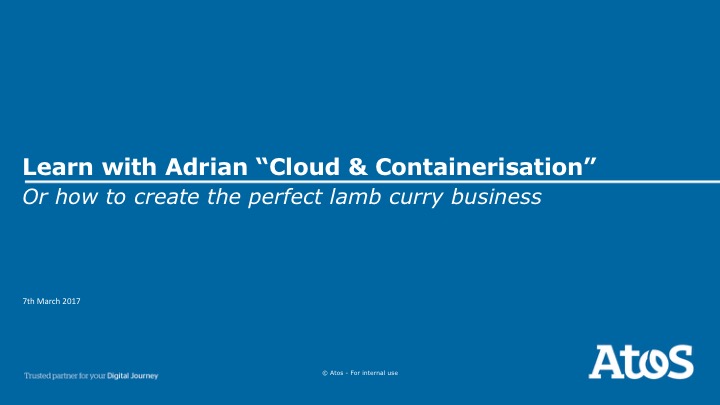 Learn with Adrian “Cloud & Containerisation”
Or how to create the perfect lamb curry business
7th March 2017
Trusted partner for your Digital Journey
© Atos - For internal use
Atos